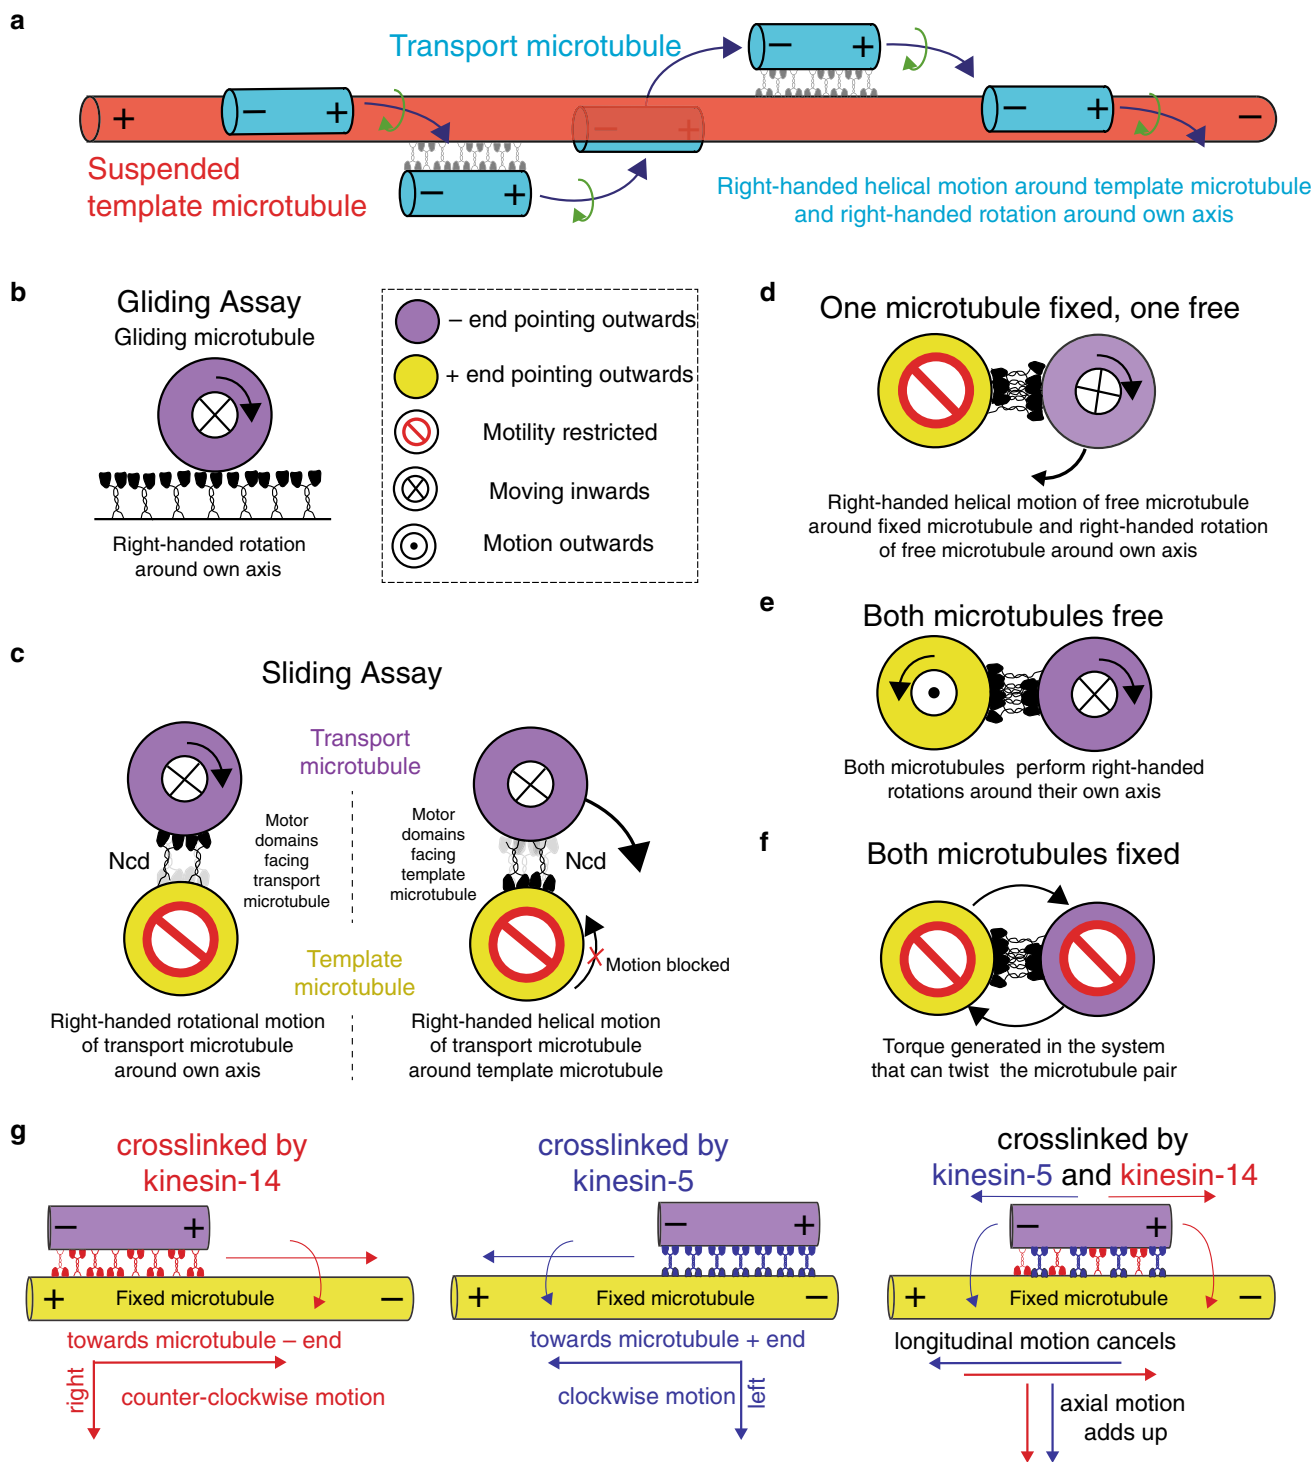 a
Transport microtubule
− + − + − + − + − +
+ −
Suspended
template microtubule
Right-handed helical motion around template microtubule
and right-handed rotation around own axis
b
Gliding Assay
Gliding microtubule
Right-handed rotation
around own axis
− end pointing outwards
+ end pointing outwards
Motility restricted
Moving inwards
Motion outwards
c
Sliding Assay
Transport
microtubule
Motor
domains
facing
transport
microtubule
Ncd
Motor
domains
facing
template
microtubule
Ncd
Template
microtubule
Motion blocked
Right-handed rotational motion
of transport microtubule
around own axis
Right-handed helical motion
of transport microtubule
around template microtubule
d
One microtubule fixed, one free
Right-handed helical motion of free microtubule
around fixed microtubule and right-handed rotation
of free microtubule around own axis
e
Both microtubules free
Both microtubules perform right-handed
rotations around their own axis
f
Both microtubules fixed
Torque generated in the system
that can twist the microtubule pair
g
crosslinked by
kinesin-14
− +
+ Fixed microtubule −
towards microtubule − end
right
counter-clockwise motion
crosslinked by
kinesin-5
− +
+ Fixed microtubule −
towards microtubule + end
clockwise motion
left
crosslinked by
kinesin-5 and kinesin-14
− +
+ Fixed microtubule −
longitudinal motion cancels
axial motion
adds up